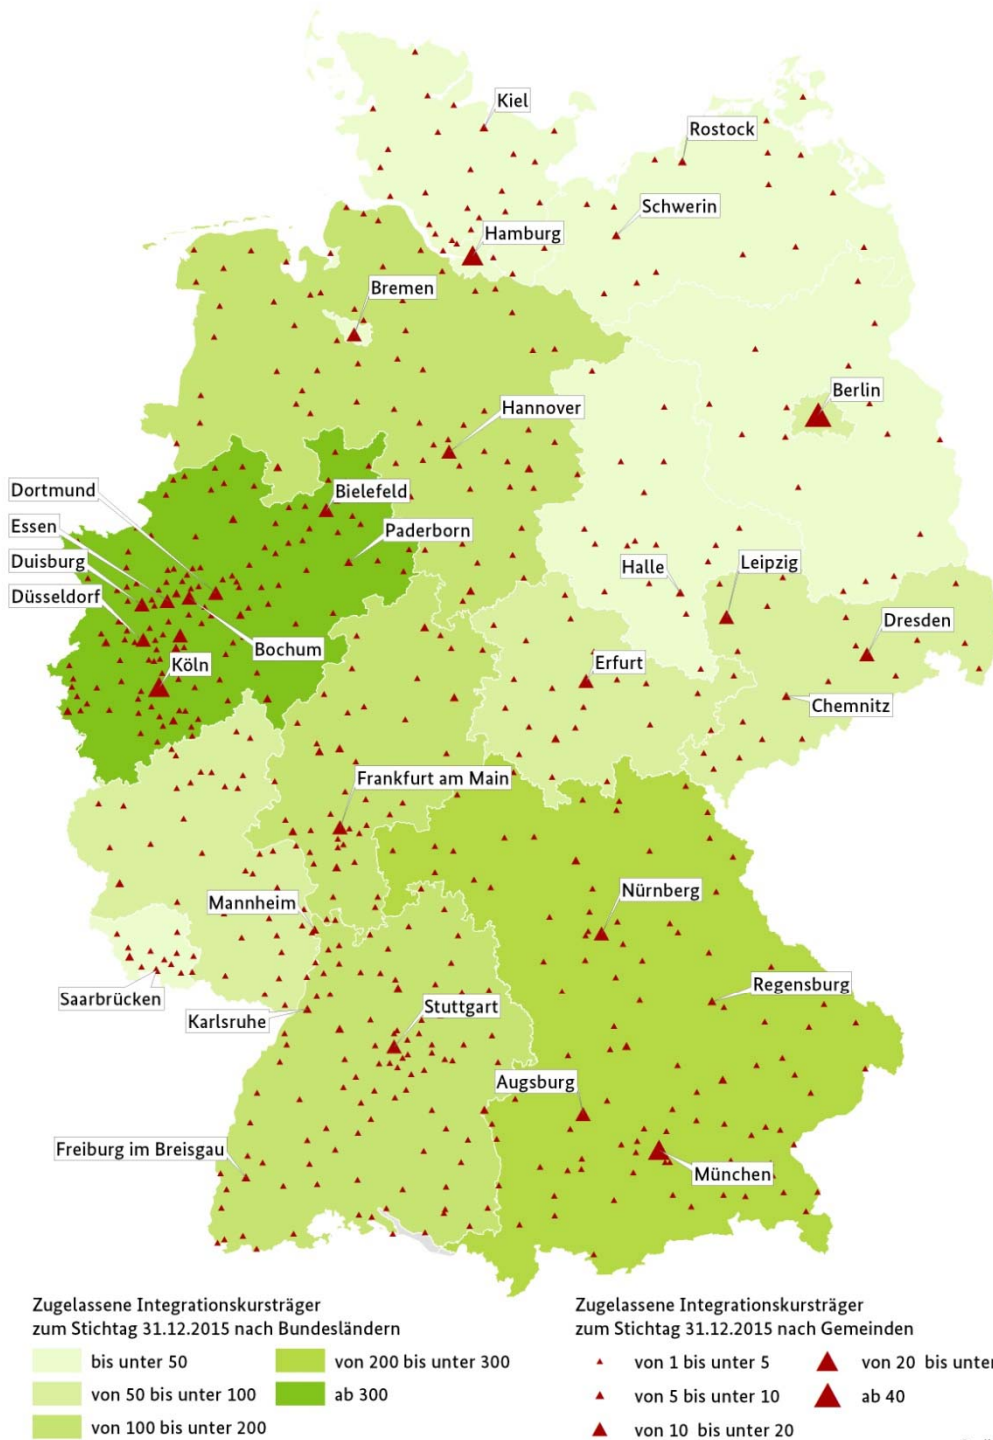 Kiel
Rostock
Schwerin
Hamburg
Bremen
Berlin
Hannover
Dortmund
Bielefeld
Essen
Paderborn
Duisburg
Halle
Leipzig
Düsseldorf
Dresden
Bochum
Köln
Erfurt
Chemnitz
Frankfurt am Main
Mannheim
Nürnberg
Saarbrücken
Regensburg
Karlsruhe
Stuttgart
Augsburg
Freiburg im Breisgau
München
Zugelassene Integrationskursträger
zum Stichtag 31.12.2015 nach Bundesländern
bis unter 50
von 50 bis unter 100
von 100 bis unter 200
von 200 bis unter 300
ab 300
Zugelassene Integrationskursträger
zum Stichtag 31.12.2015 nach Gemeinden
von 1 bis unter 5
von 5 bis unter 10
von 10 bis unter 20
von 20 bis unter
ab 40